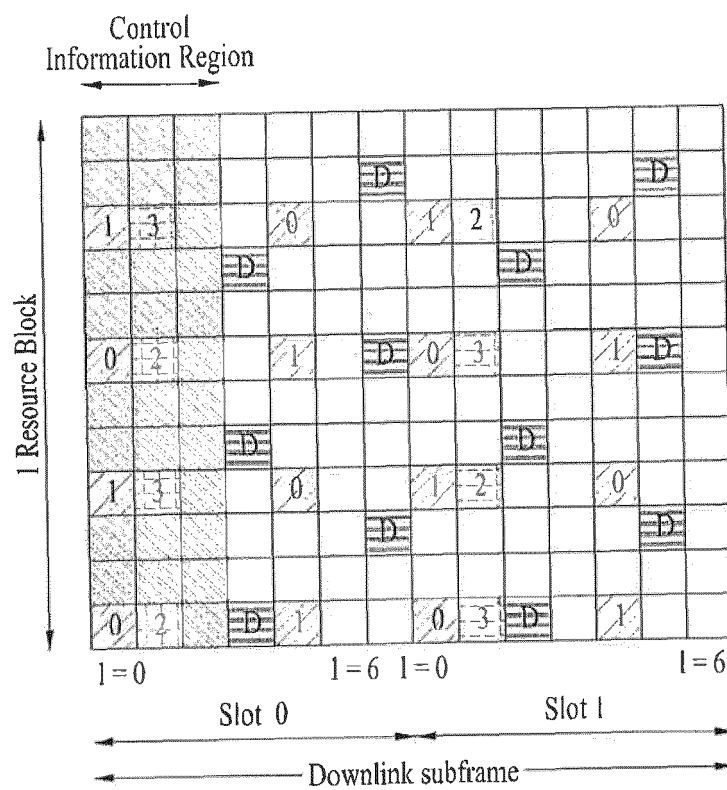 Control
Information Region
1 Resource Block
D D
1 3 0 1 2 0
D D
0 2 1 D 0 3 1 D
D D
1 3 0 1 2 0
D D
0 2 D 1 0 3 D 1
l=0 l=6 l=0 l=6
Slot 0 Slot 1
Downlink subframe